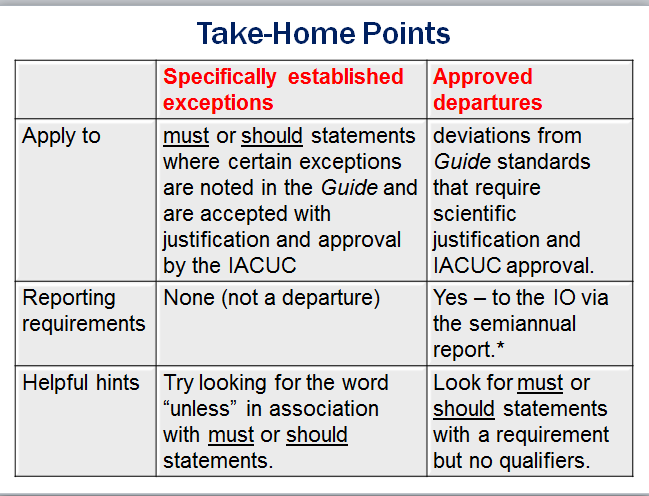 Take-Home Points
Specifically established
exceptions
Approved
departures
Apply to
must or should statements
where certain exceptions
are noted in the Guide and
are accepted with
justification and approval
by the IACUC
deviations from
Guide standards
that require
scientific
justification and
IACUC approval.
Reporting
requirements
None (not a departure)
Yes – to the IO via
the semiannual
report.*
Helpful hints
Try looking for the word
“unless” in association
with must or should
statements.
Look for must or
should statements
with a requirement
but no qualifiers.